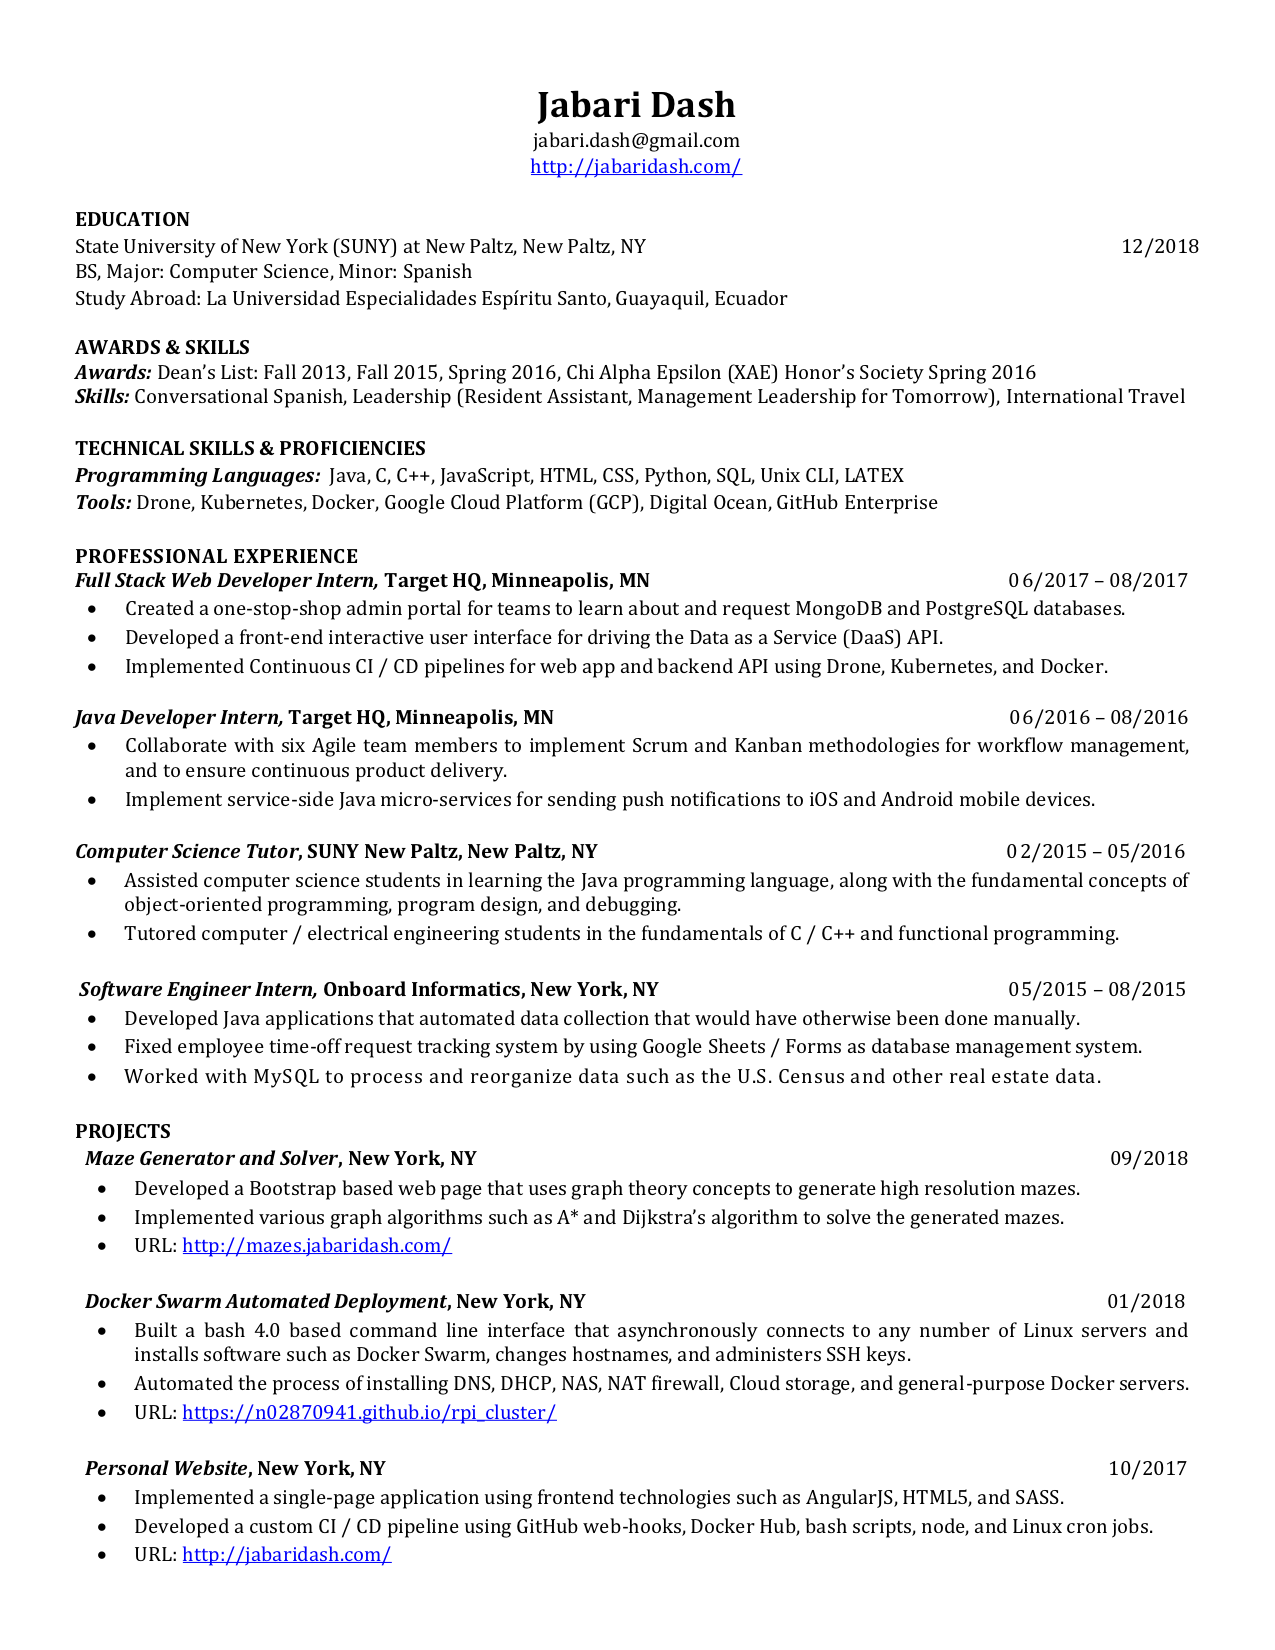 Jabari Dash
jabari.dash@gmail.com
http://jabaridash.com/
EDUCATION
State University of New York (SUNY) at New Paltz, New Paltz, NY 12/2018
BS, Major: Computer Science, Minor: Spanish
Study Abroad: La Universidad Especialidades Espíritu Santo, Guayaquil, Ecuador
AWARDS & SKILLS
Awards: Dean’s List: Fall 2013, Fall 2015, Spring 2016, Chi Alpha Epsilon (XAE) Honor’s Society Spring 2016
Skills: Conversational Spanish, Leadership (Resident Assistant, Management Leadership for Tomorrow), International Travel
TECHNICAL SKILLS & PROFICIENCIES
Programming Languages: Java, C, C++, JavaScript, HTML, CSS, Python, SQL, Unix CLI, LATEX
Tools: Drone, Kubernetes, Docker, Google Cloud Platform (GCP), Digital Ocean, GitHub Enterprise
PROFESSIONAL EXPERIENCE
Full Stack Web Developer Intern, Target HQ, Minneapolis, MN 06/2017 – 08/2017
• Created a one-stop-shop admin portal for teams to learn about and request MongoDB and PostgreSQL databases.
• Developed a front-end interactive user interface for driving the Data as a Service (DaaS) API.
• Implemented Continuous CI / CD pipelines for web app and backend API using Drone, Kubernetes, and Docker.
Java Developer Intern, Target HQ, Minneapolis, MN 06/2016 – 08/2016
• Collaborate with six Agile team members to implement Scrum and Kanban methodologies for workflow management,
and to ensure continuous product delivery.
• Implement service-side Java micro-services for sending push notifications to iOS and Android mobile devices.
Computer Science Tutor, SUNY New Paltz, New Paltz, NY 02/2015 – 05/2016
• Assisted computer science students in learning the Java programming language, along with the fundamental concepts of
object-oriented programming, program design, and debugging.
• Tutored computer / electrical engineering students in the fundamentals of C / C++ and functional programming.
Software Engineer Intern, Onboard Informatics, New York, NY 05/2015 – 08/2015
• Developed Java applications that automated data collection that would have otherwise been done manually.
• Fixed employee time-off request tracking system by using Google Sheets / Forms as database management system.
• Worked with MySQL to process and reorganize data such as the U.S. Census and other real estate data.
PROJECTS
Maze Generator and Solver, New York, NY 09/2018
• Developed a Bootstrap based web page that uses graph theory concepts to generate high resolution mazes.
• Implemented various graph algorithms such as A* and Dijkstra’s algorithm to solve the generated mazes.
• URL: http://mazes.jabaridash.com/
Docker Swarm Automated Deployment, New York, NY 01/2018
• Built a bash 4.0 based command line interface that asynchronously connects to any number of Linux servers and
installs software such as Docker Swarm, changes hostnames, and administers SSH keys.
• Automated the process of installing DNS, DHCP, NAS, NAT firewall, Cloud storage, and general-purpose Docker servers.
• URL: https://n02870941.github.io/rpi_cluster/
Personal Website, New York, NY 10/2017
• Implemented a single-page application using frontend technologies such as AngularJS, HTML5, and SASS.
• Developed a custom CI / CD pipeline using GitHub web-hooks, Docker Hub, bash scripts, node, and Linux cron jobs.
• URL: http://jabaridash.com/